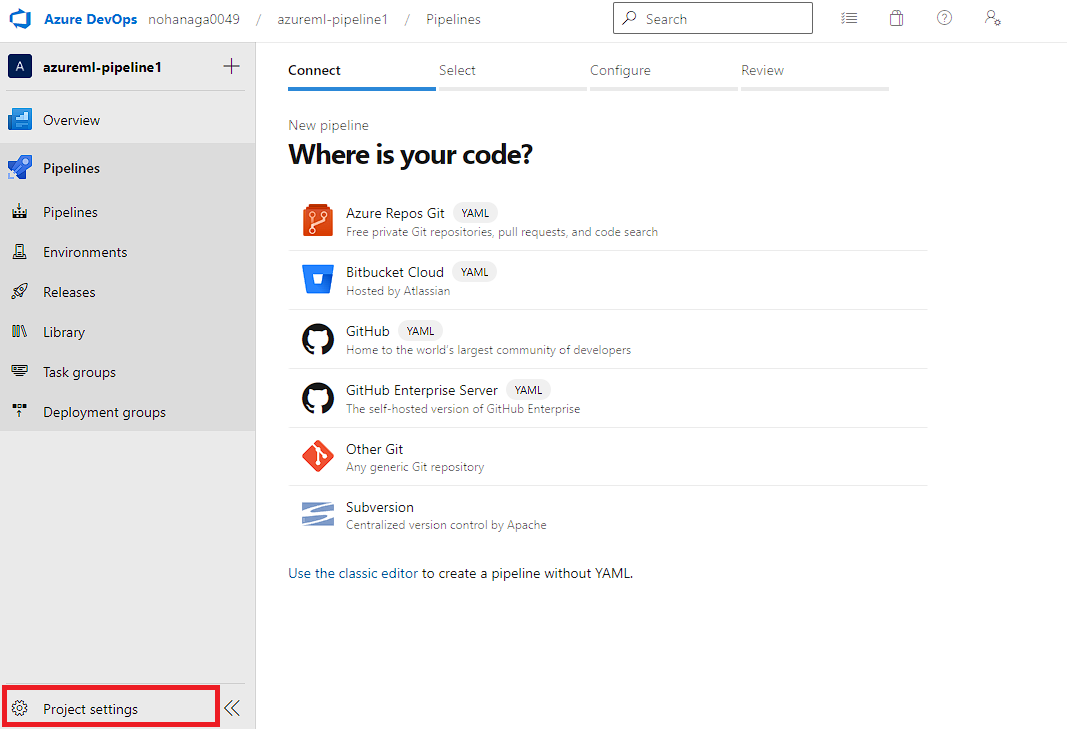 Azure DevOps nohanaga0049 / azureml-pipeline1 / Pipelines Search
A azureml-pipeline1
Overview
Pipelines
Pipelines
Environments
Releases
Library
Task groups
Deployment groups
Project settings
Connect Select Configure Review
New pipeline
Where is your code?
Azure Repos Git YAML
Free private Git repositories, pull requests, and code search
Bitbucket Cloud YAML
Hosted by Atlassian
GitHub YAML
Home to the world's largest community of developers
GitHub Enterprise Server YAML
The self-hosted version of GitHub Enterprise
Other Git
Any generic Git repository
Subversion
Centralized version control by Apache
Use the classic editor to create a pipeline without YAML.